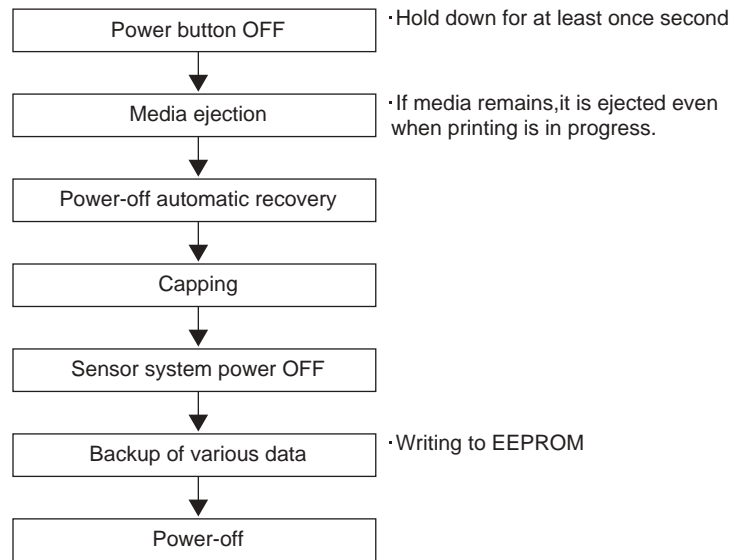 Power button OFF
·Hold down for at least once second
Media ejection
·If media remains,it is ejected even
when printing is in progress.
Power-off automatic recovery
Capping
Sensor system power OFF
Backup of various data
·Writing to EEPROM
Power-off